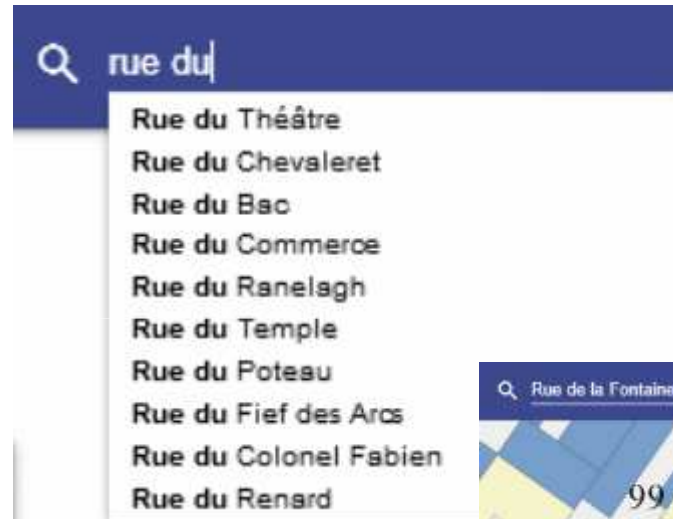 rue du
Rue du Théâtre
Rue du Chevaleret
Rue du Bac
Rue du Commerce
Rue du Ranelagh
Rue du Temple
Rue du Poteau
Rue du Fief des Arcs
Rue du Colonel Fabien
Rue du Renard
Rue de la Fontaine
99